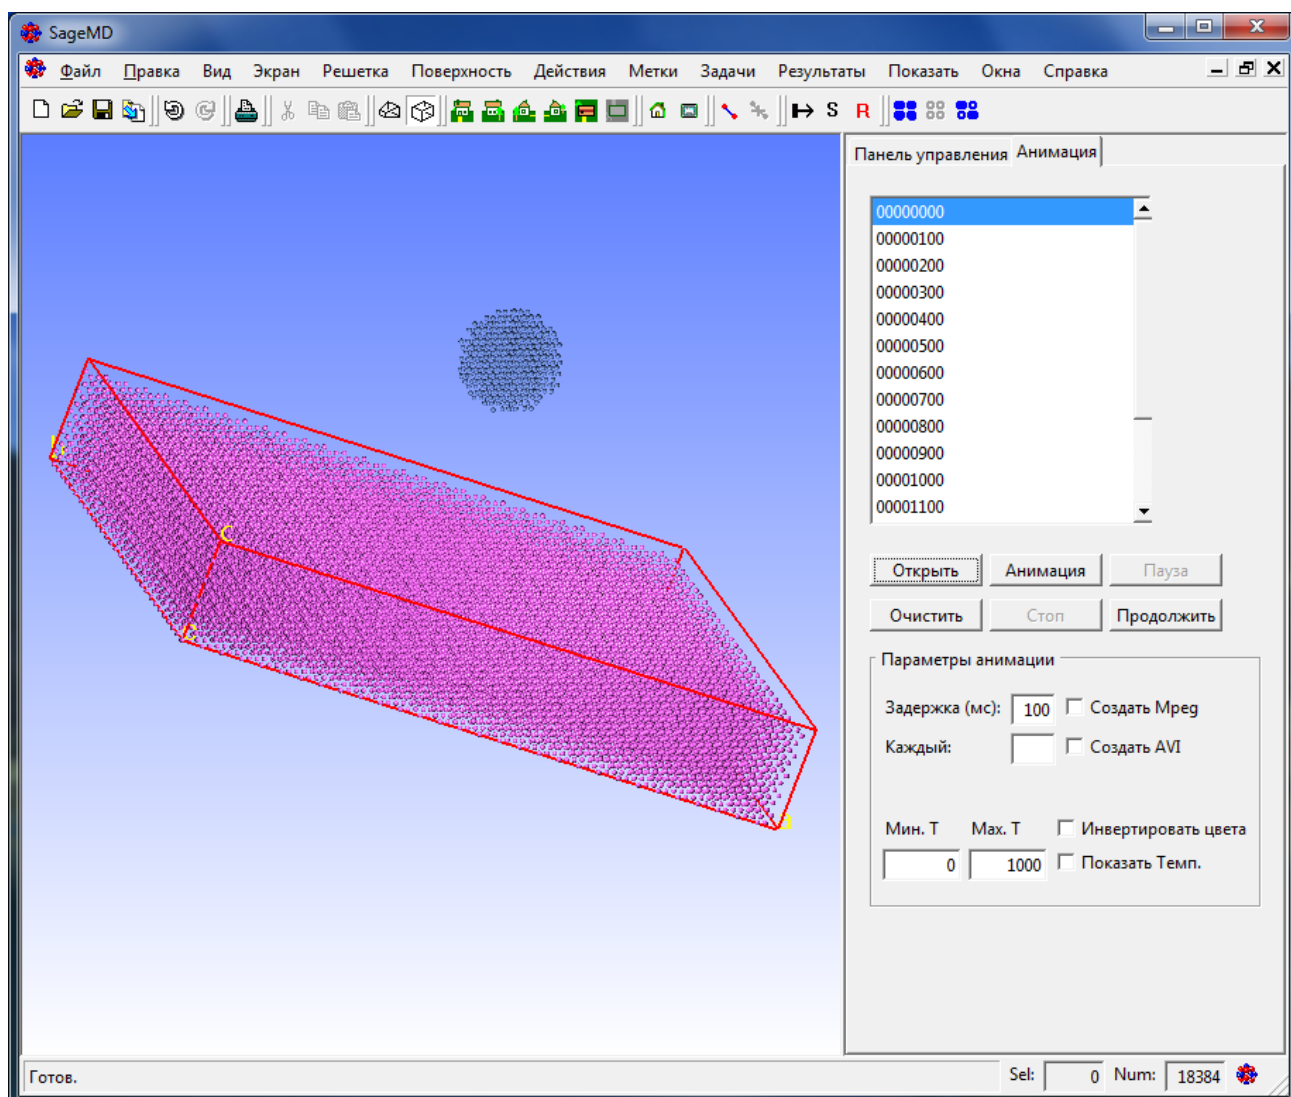 SageMD
Файл Правка Вид Экран Решетка Поверхность Действия Метки Задачи Результаты Показать Окна Справка
S R
Панель управления Анимация
00000000
00000100
00000200
00000300
00000400
00000500
00000600
00000700
00000800
00000900
00001000
00001100
C
Открыть Анимация Пауза
Очистить Стоп Продолжить
Параметры анимации
Задержка (мс): 100 Создать Mpeg
Каждый: Создать AVI
Мин. Т Мах. Т Инвертировать цвета
0 1000 Показать Темп.
Готов. Sel: 0 Num: 18384